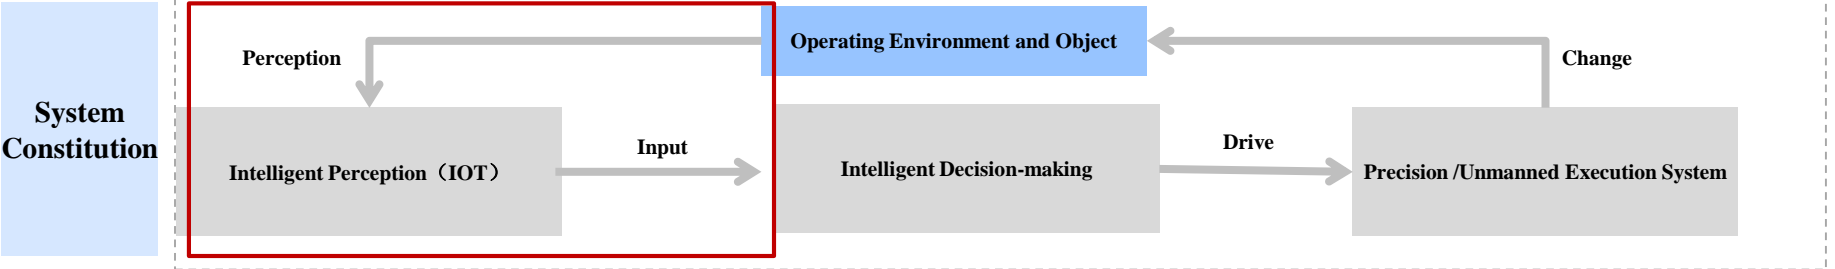 System
Constitution
Perception
Operating Environment and Object
Change
Intelligent Perception（IOT）
Input
Intelligent Decision-making
Drive
Precision /Unmanned Execution System